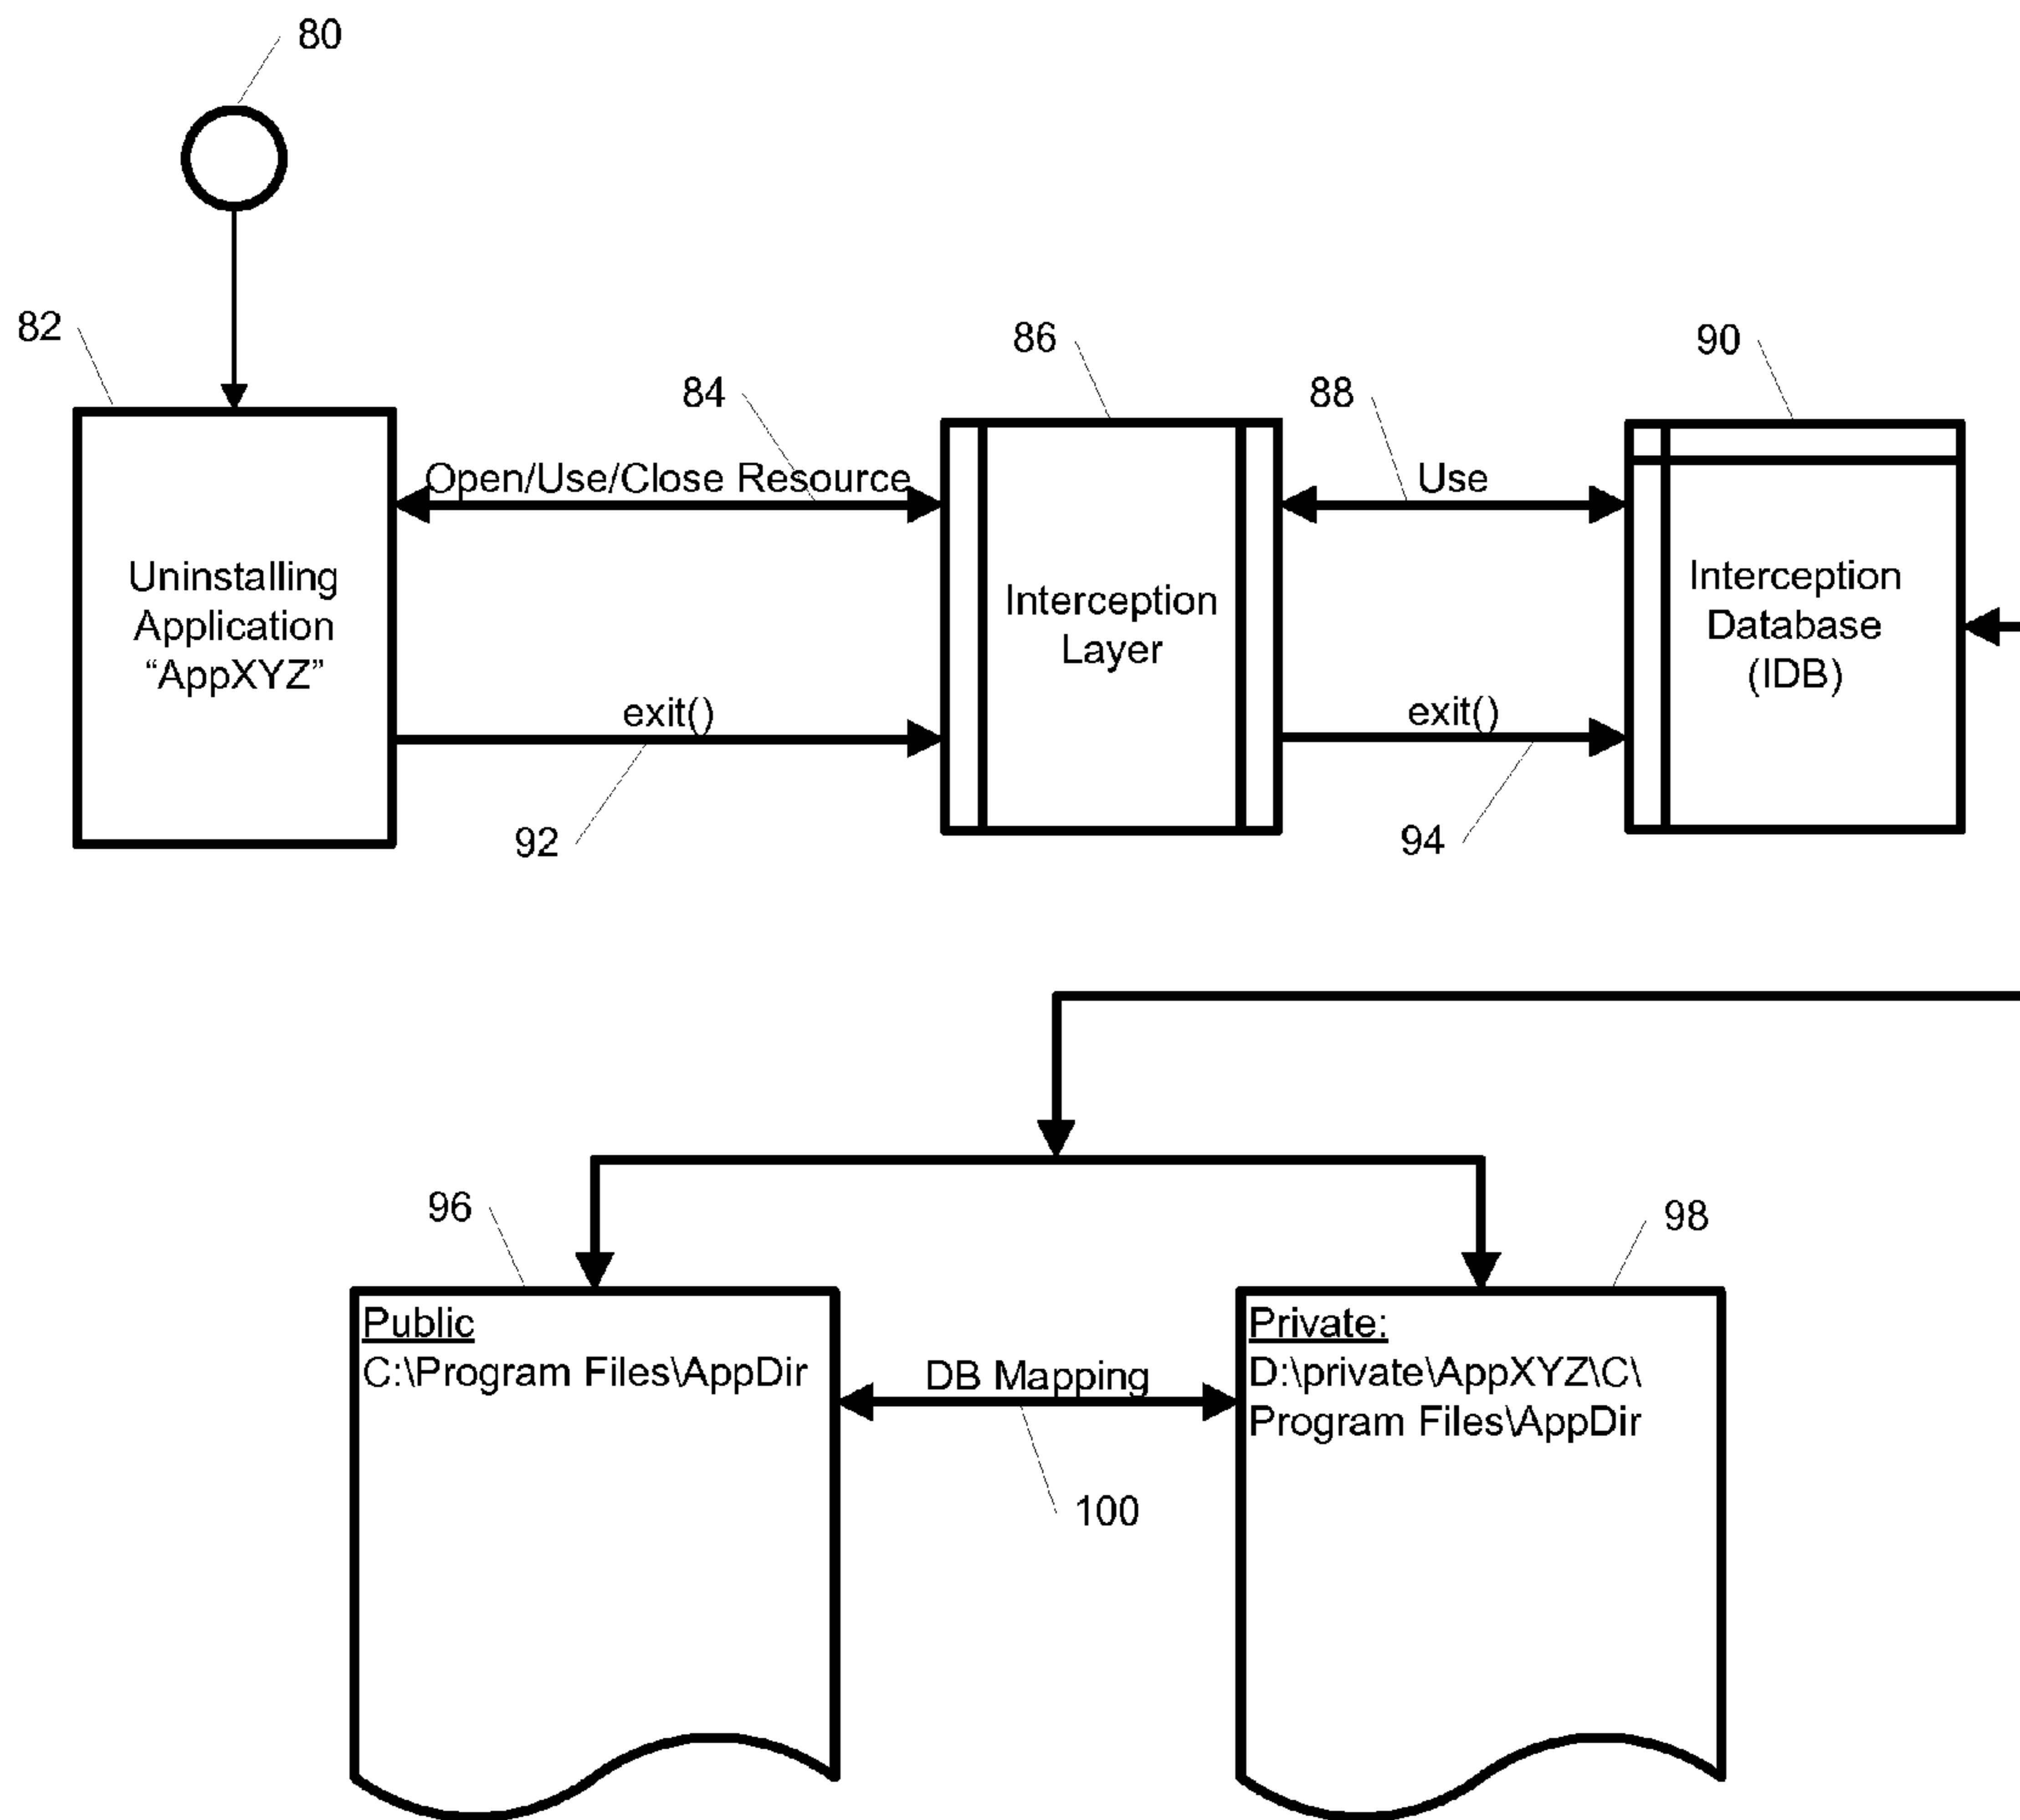 80
82
84
86
88
90
Open/Use/Close Resource
Use
Uninstalling
Application
“AppXYZ”
Interception
Layer
Interception
Database
(IDB)
exit()
exit()
92
94
96
98
Public
C:\Program Files\AppDir
DB Mapping
Private:
D:\private\AppXYZ\C\
Program Files\AppDir
100